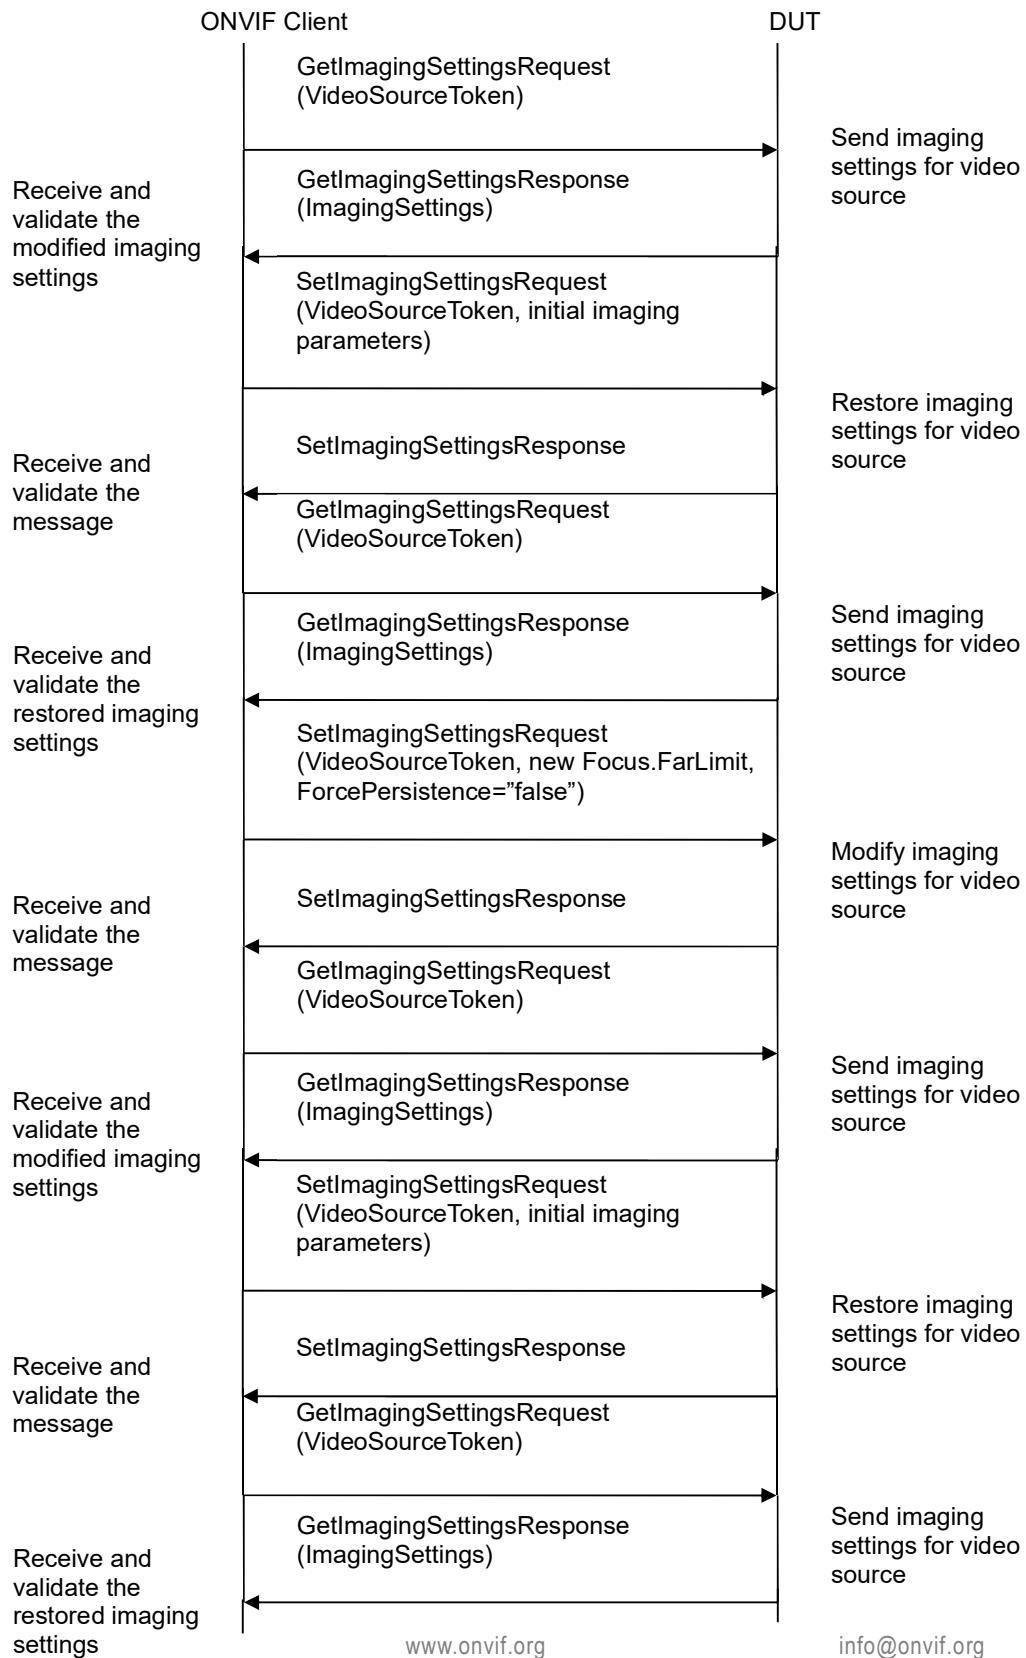 ONVIF Client
DUT
GetImagingSettingsRequest
(VideoSourceToken)
Send imaging
settings for video
source
GetImagingSettingsResponse
(ImagingSettings)
Receive and
validate the
modified imaging
settings
SetImagingSettingsRequest
(VideoSourceToken, initial imaging
parameters)
Restore imaging
settings for video
source
SetImagingSettingsResponse
Receive and
validate the
message
GetImagingSettingsRequest
(VideoSourceToken)
Send imaging
settings for video
source
GetImagingSettingsResponse
(ImagingSettings)
Receive and
validate the
restored imaging
settings
SetImagingSettingsRequest
(VideoSourceToken, new Focus.FarLimit,
ForcePersistence=”false”)
Modify imaging
settings for video
source
SetImagingSettingsResponse
Receive and
validate the
message
GetImagingSettingsRequest
(VideoSourceToken)
Send imaging
settings for video
source
GetImagingSettingsResponse
(ImagingSettings)
Receive and
validate the
modified imaging
settings
SetImagingSettingsRequest
(VideoSourceToken, initial imaging
parameters)
Restore imaging
settings for video
source
SetImagingSettingsResponse
Receive and
validate the
message
GetImagingSettingsRequest
(VideoSourceToken)
Send imaging
settings for video
source
GetImagingSettingsResponse
(ImagingSettings)
Receive and
validate the
restored imaging
settings
www.onvif.org
info@onvif.org